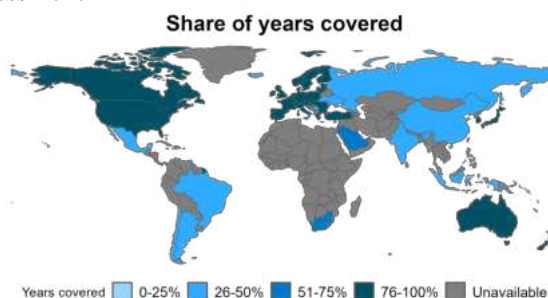 Share of years covered
Years covered 0-25% 26-50% 51-75% 76-100% Unavailable